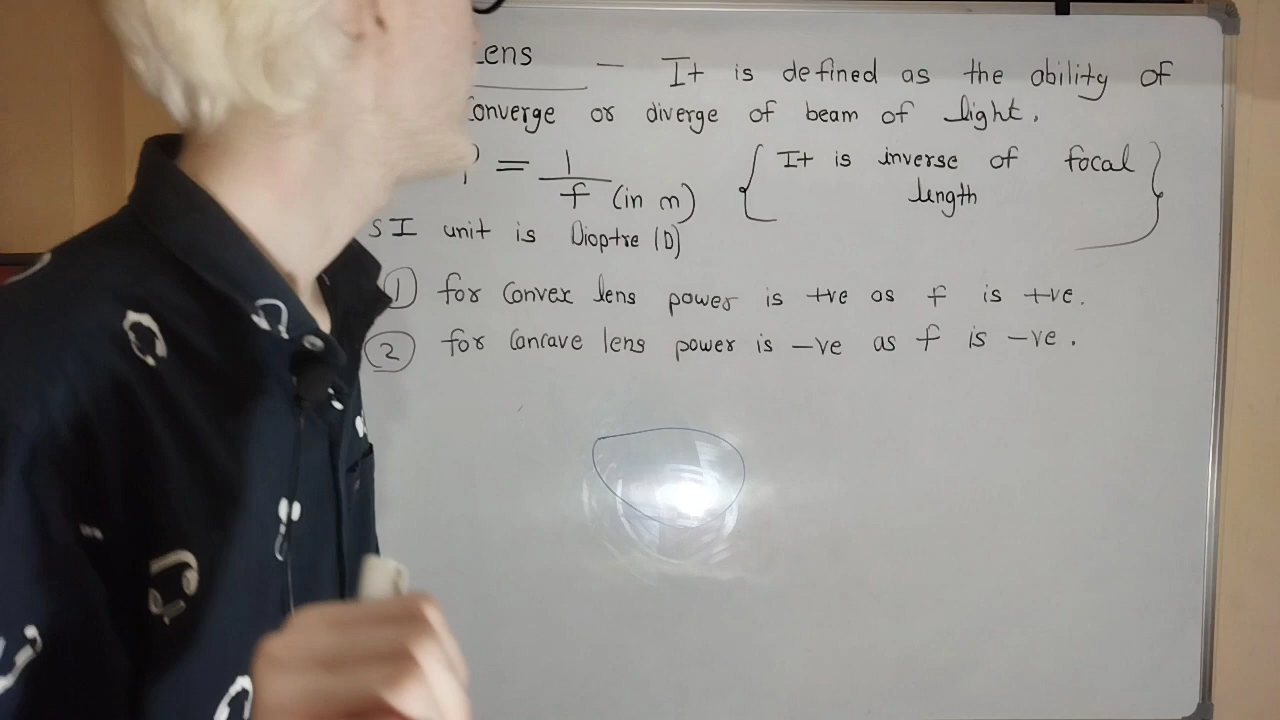 Lens — It is defined as the ability of
Converge or diverge of beam of light.
P = 1/f (in m) { It is inverse of focal length }
SI unit is Dioptre (D)
1 for Convex lens power is +ve as f is +ve.
2 for Concave lens power is -ve as f is -ve.